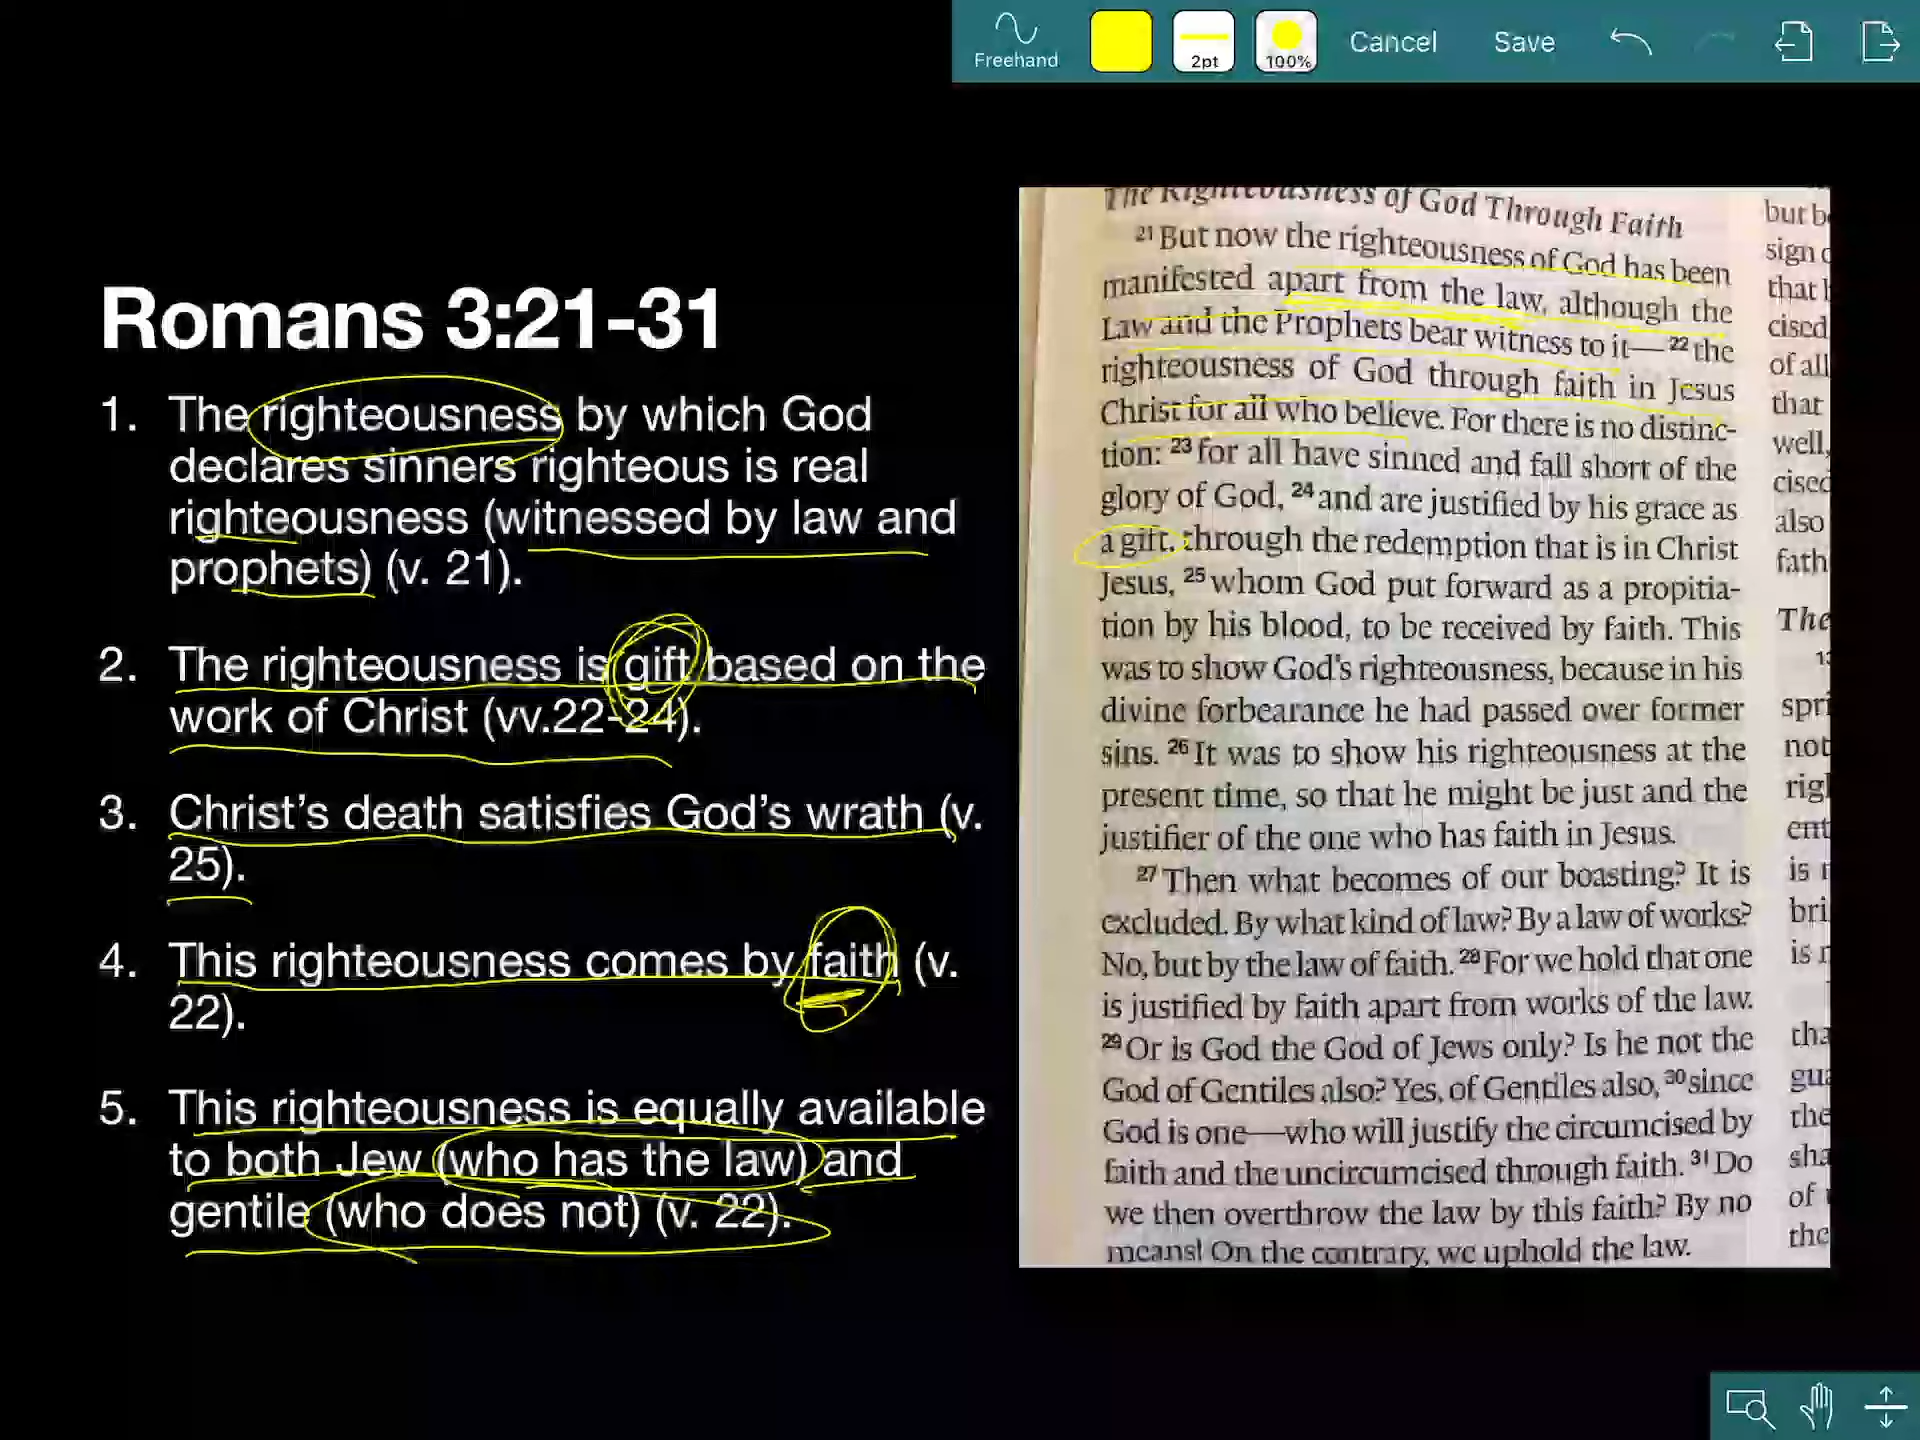 Freehand
2pt
100%
Cancel
Save
Romans 3:21-31
1. The righteousness by which God
declares sinners righteous is real
righteousness (witnessed by law and
prophets) (v. 21).
2. The righteousness is gift based on the
work of Christ (vv.22-24).
3. Christ's death satisfies God's wrath (v.
25).
4. This righteousness comes by faith (v.
22).
5. This righteousness is equally available
to both Jew (who has the law) and
gentile (who does not) (v. 22).
The Righteousness of God Through Faith
21 But now the righteousness of God has been
manifested apart from the law, although the
Law and the Prophets bear witness to it—22 the
righteousness of God through faith in Jesus
Christ for all who believe. For there is no distinc-
tion: 23 for all have sinned and fall short of the
glory of God, 24 and are justified by his grace as
a gift, through the redemption that is in Christ
Jesus, 25 whom God put forward as a propitia-
tion by his blood, to be received by faith. This
was to show God's righteousness, because in his
divine forbearance he had passed over former
sins. 26 It was to show his righteousness at the
present time, so that he might be just and the
justifier of the one who has faith in Jesus.
27 Then what becomes of our boasting? It is
excluded. By what kind of law? By a law of works?
No, but by the law of faith. 28 For we hold that one
is justified by faith apart from works of the law.
29 Or is God the God of Jews only? Is he not the
God of Gentiles also? Yes, of Gentiles also, 30 since
God is one—who will justify the circumcised by
faith and the uncircumcised through faith. 31 Do
we then overthrow the law by this faith? By no
means! On the contrary, we uphold the law.
but
sign
that
cised
of all
that
well,
also
The
not
is
is
the
of
the